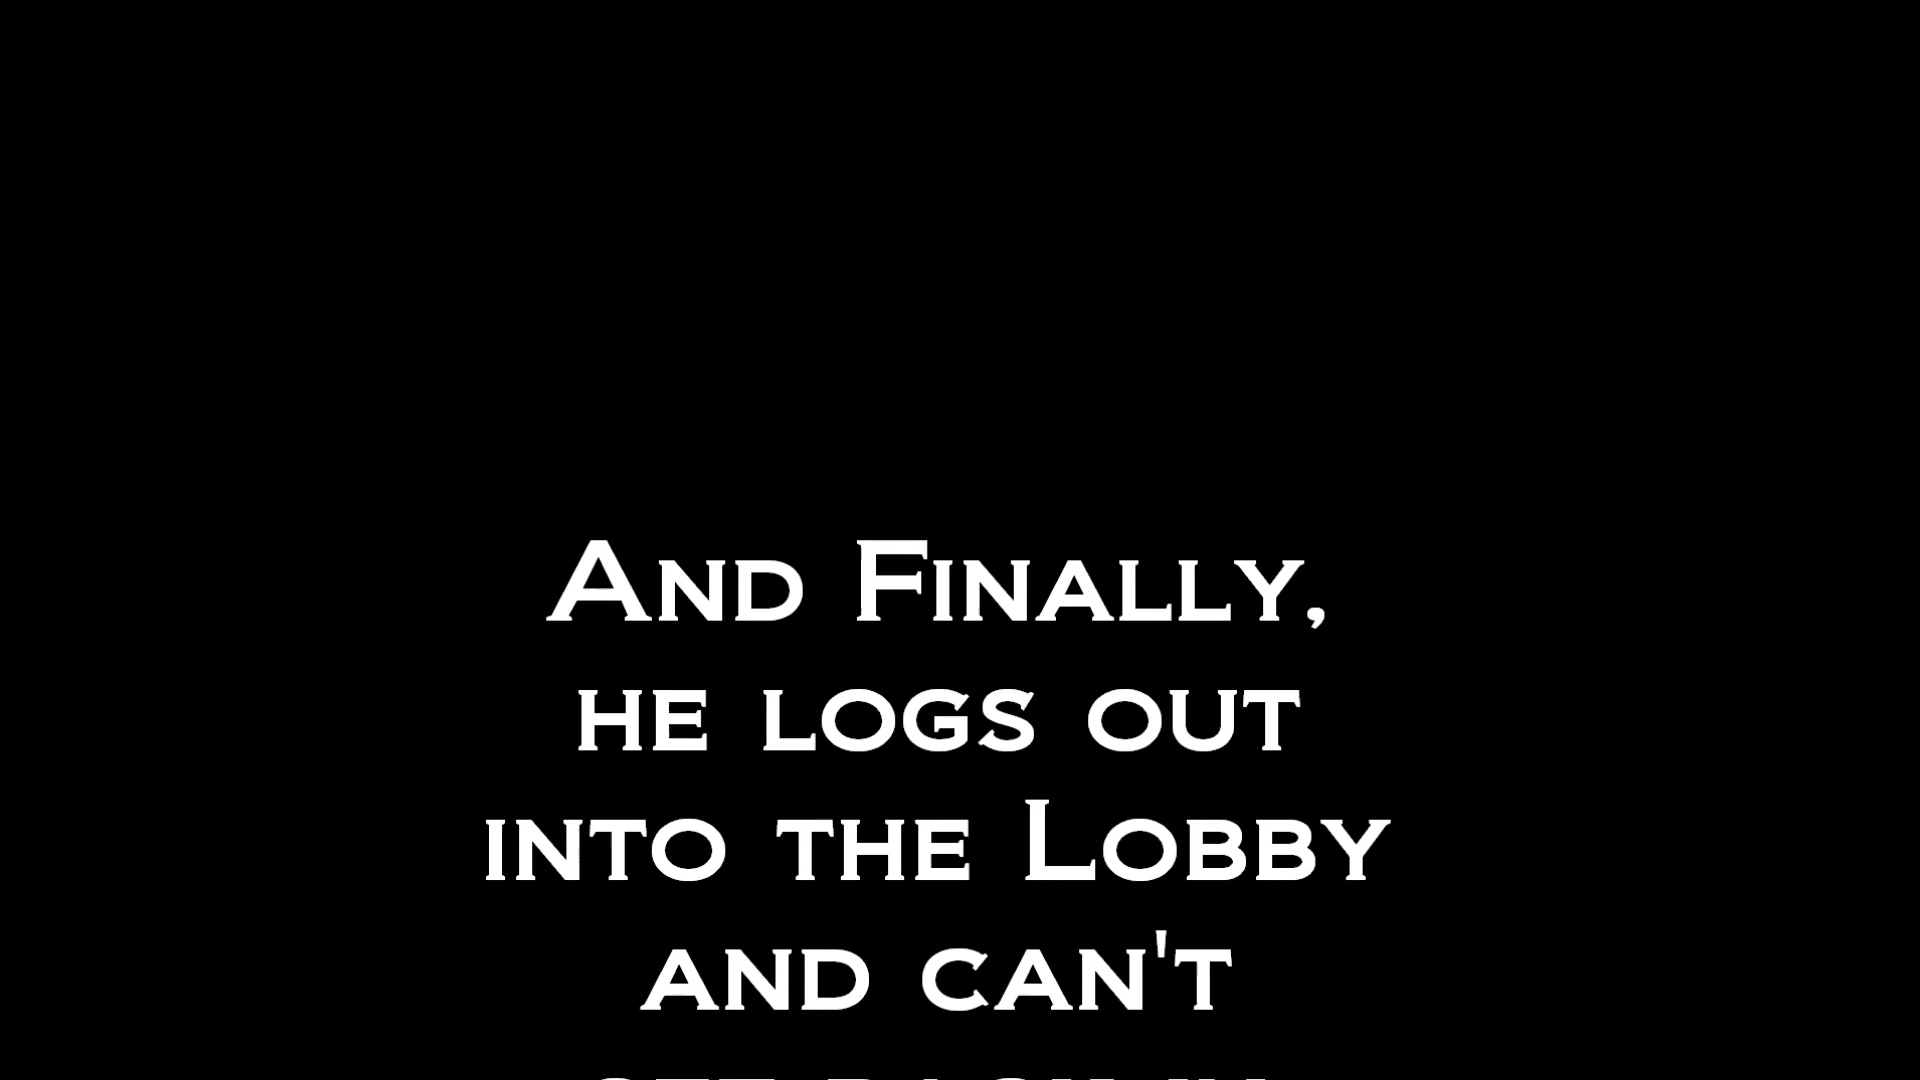 And Finally,
he logs out
into the Lobby
and can't